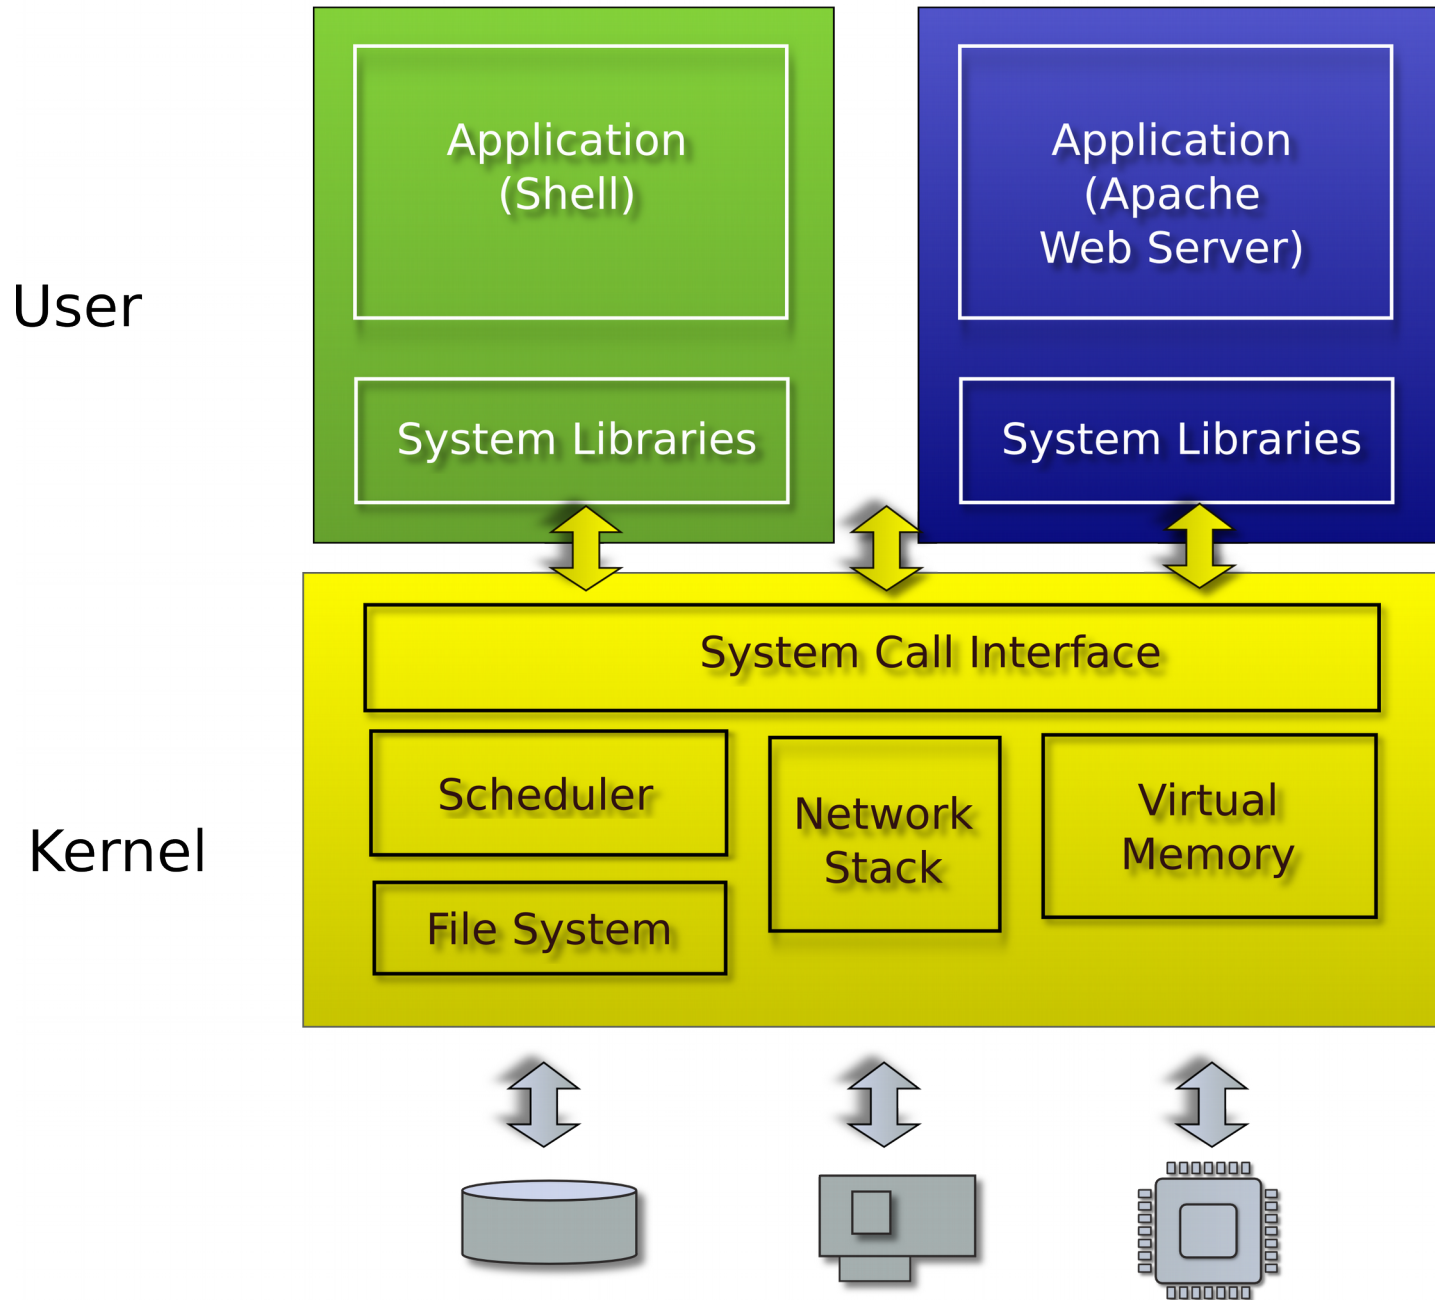 Application
(Shell)
Application
(Apache
Web Server)
User
System Libraries
System Libraries
System Call Interface
Scheduler
Network
Stack
Virtual
Memory
Kernel
File System